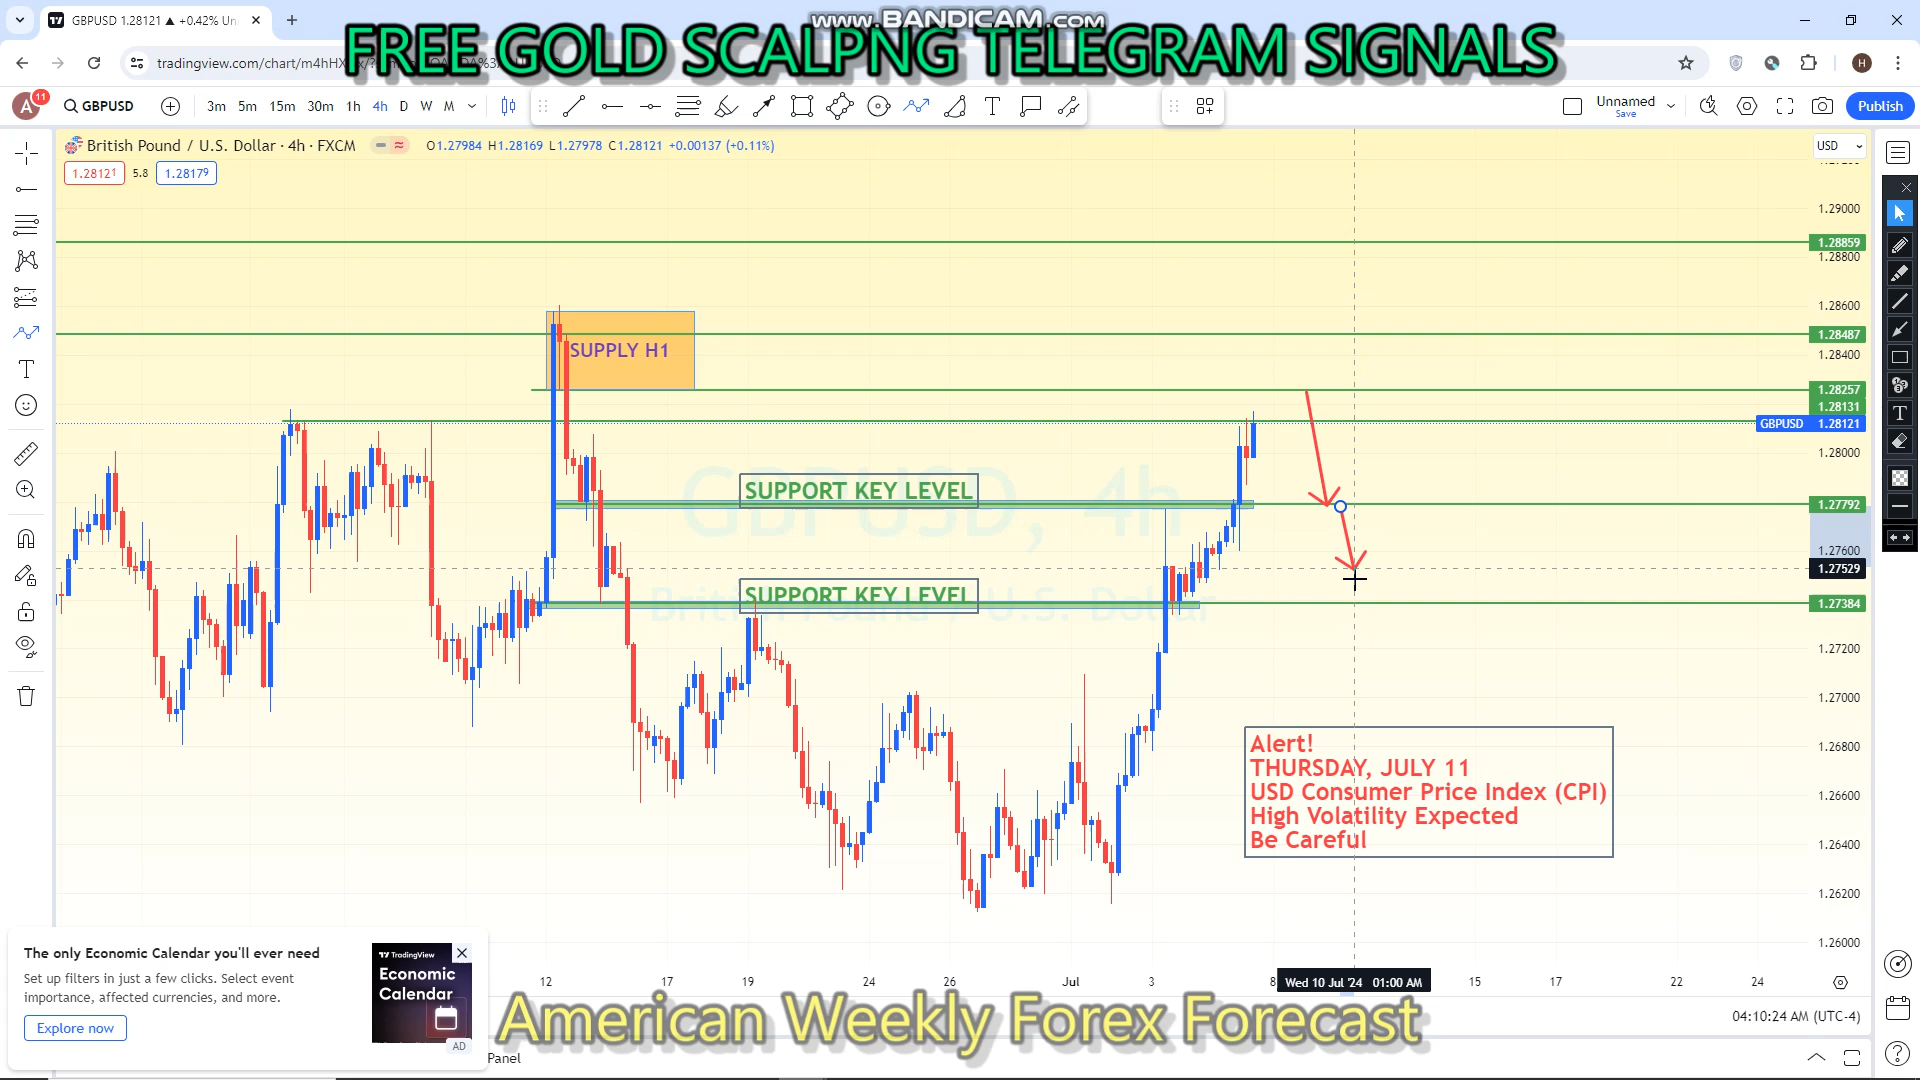 GBPUSD 1.28121 ▲ +0.42% Un
www.BANDICAM.com
FREE GOLD SCALPNG TELEGRAM SIGNALS
tradingview.com/chart/m4hHX
H
A
11
GBPUSD
3m 5m 15m 30m 1h 4h D W M
Unnamed
Save
Publish
British Pound / U.S. Dollar · 4h · FXCM
O1.27984 H1.28169 L1.27978 C1.28121 +0.00137 (+0.11%)
USD
1.28121 5.8 1.28179
1.29000
1.28859
1.28800
1.28600
1.28487
SUPPLY H1
1.28400
1.28257
1.28131
GBPUSD 1.28121
1.28000
GBPUSD, 4h
SUPPORT KEY LEVEL
1.27792
1.27600
1.27529
SUPPORT KEY LEVEL
British Pound / U.S. Dollar
1.27384
1.27200
1.27000
Alert!
THURSDAY, JULY 11
USD Consumer Price Index (CPI)
High Volatility Expected
Be Careful
1.26800
1.26600
1.26400
1.26200
1.26000
The only Economic Calendar you'll ever need
Set up filters in just a few clicks. Select event
importance, affected currencies, and more.
Explore now
TradingView
Economic
Calendar
AD
12 17 19 24 26 Jul 3 8 Wed 10 Jul '24 01:00 AM 15 17 22 24
American Weekly Forex Forecast
04:10:24 AM (UTC-4)
Panel